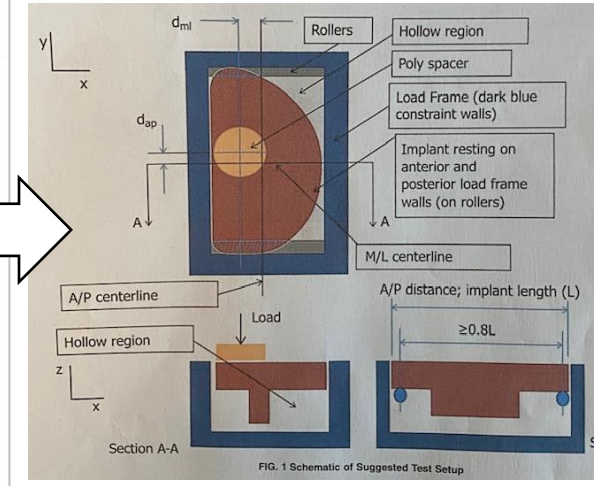 d_ml
Rollers
Hollow region
y
x
Poly spacer
Load Frame (dark blue
constraint walls)
d_ap
Implant resting on
anterior and
posterior load frame
walls (on rollers)
A
A
M/L centerline
A/P centerline
A/P distance; implant length (L)
Load
≥0.8L
Hollow region
z
x
Section A-A
S
FIG. 1 Schematic of Suggested Test Setup